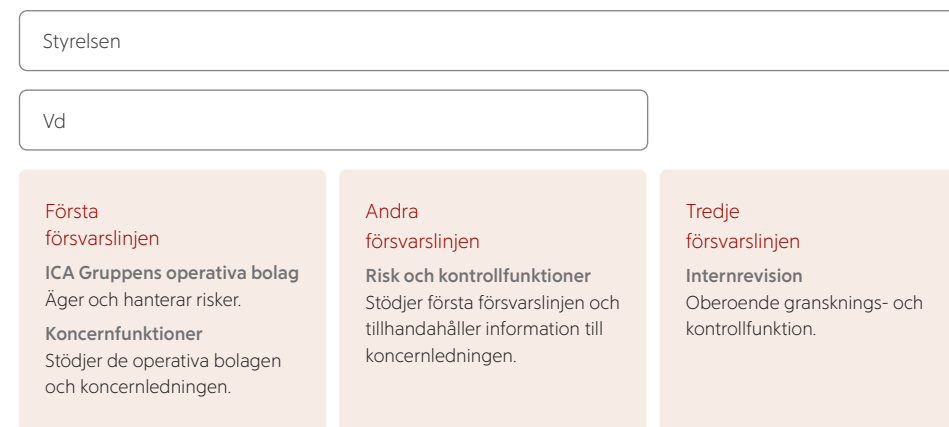 Styrelsen
Vd
Första
försvarslinjen
ICA Gruppens operativa bolag
Äger och hanterar risker.
Koncernfunktioner
Stödjer de operativa bolagen
och koncernledningen.
Andra
försvarslinjen
Risk och kontrollfunktioner
Stödjer första försvarslinjen och
tillhandahåller information till
koncernledningen.
Tredje
försvarslinjen
Internrevision
Oberoende gransknings- och
kontrollfunktion.